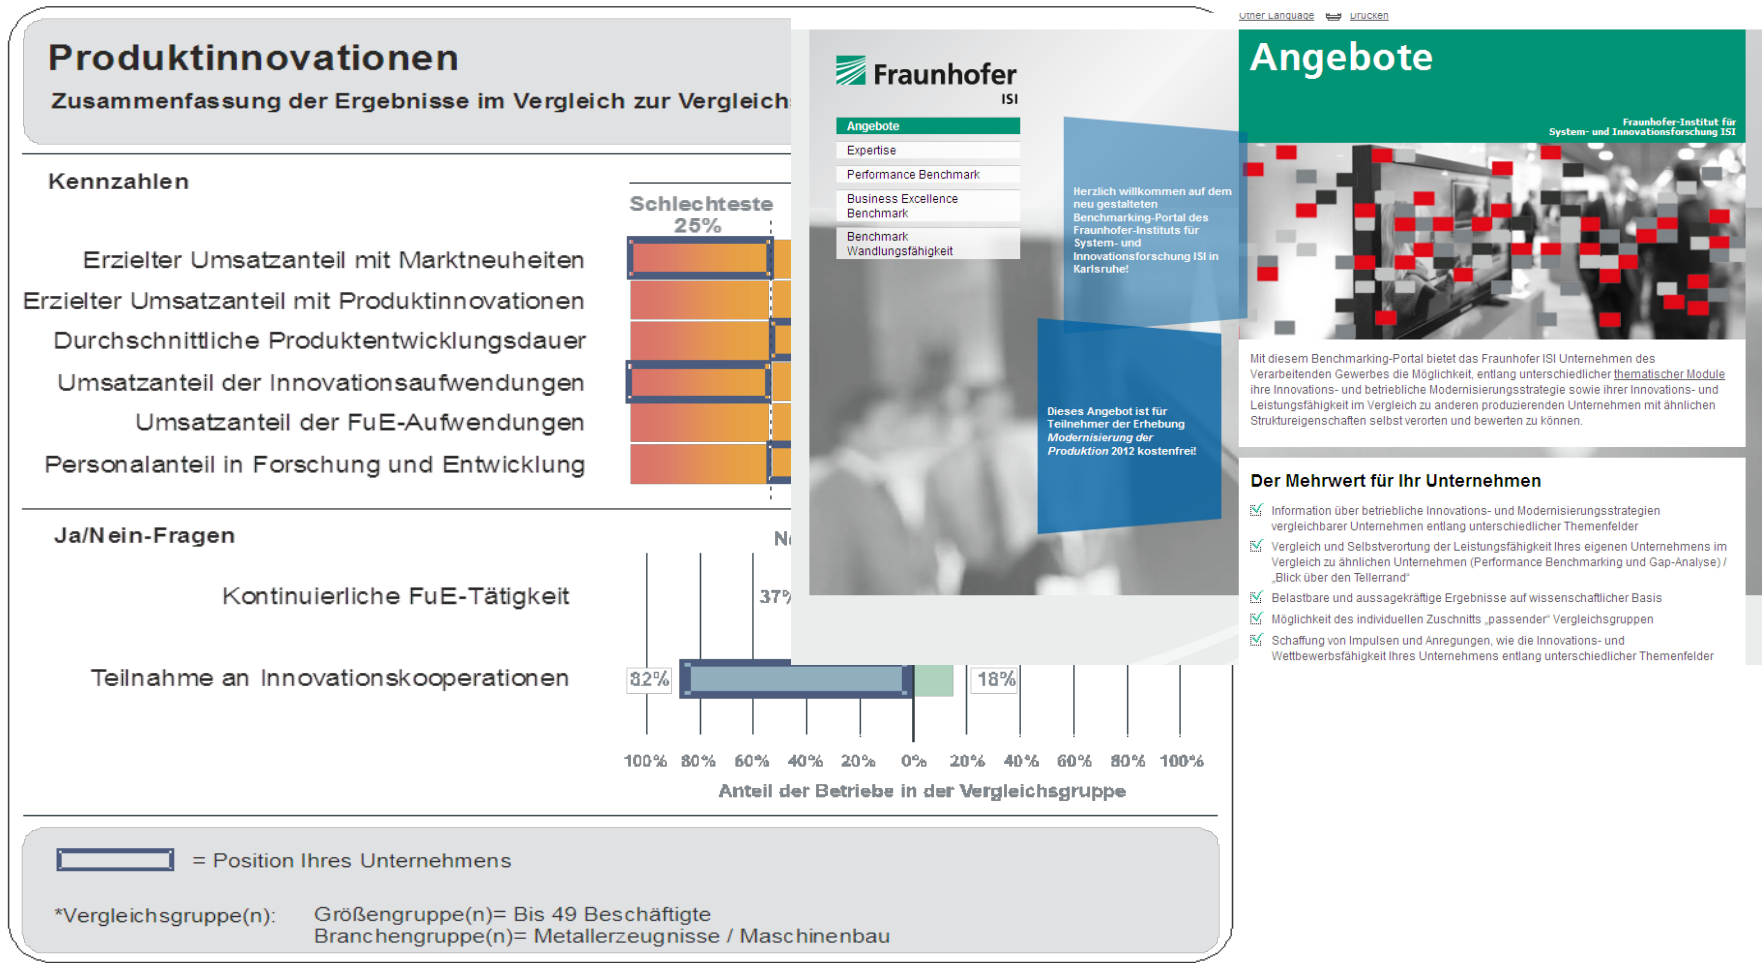 Produktinnovationen
Zusammenfassung der Ergebnisse im Vergleich zur
Kennzahlen
Schlechteste
25%
Erzielter Umsatzanteil mit Marktneuheiten
Erzielter Umsatzanteil mit Produktinnovationen
Durchschnittliche Produktentwicklungsdauer
Umsatzanteil der Innovationsaufwendungen
Umsatzanteil der FuE-Aufwendungen
Personalanteil in Forschung und Entwicklung
Ja/Nein-Fragen
Kontinuierliche FuE-Tätigkeit
37%
Teilnahme an Innovationskooperationen
82%
18%
100% 80% 60% 40% 20% 0% 20% 40% 60% 80% 100%
Anteil der Betriebe in der Vergleichsgruppe
= Position Ihres Unternehmens
*Vergleichsgruppe(n):
Größengruppe(n)= Bis 49 Beschäftigte
Branchengruppe(n)= Metallerzeugnisse / Maschinenbau
Fraunhofer
ISI
Angebote
Expertise
Performance Benchmark
Business Excellence
Benchmark
Benchmark
Wandlungsfähigkeit
Herzlich willkommen auf dem
neu gestalteten
Benchmarking-Portal des
Fraunhofer-Instituts für
System- und
Innovationsforschung ISI in
Karlsruhe!
Dieses Angebot ist für
Teilnehmer der Erhebung
Modernisierung der
Produktion 2012 kostenfrei!
Other Language Drucken
Angebote
Fraunhofer-Institut für
System- und Innovationsforschung ISI
Mit diesem Benchmarking-Portal bietet das Fraunhofer ISI Unternehmen des
Verarbeitenden Gewerbes die Möglichkeit, entlang unterschiedlicher thematischer Module
ihre Innovations- und betriebliche Modernisierungsstrategie sowie ihrer Innovations- und
Leistungsfähigkeit im Vergleich zu anderen produzierenden Unternehmen mit ähnlichen
Struktureigenschaften selbst verorten und bewerten zu können.
Der Mehrwert für Ihr Unternehmen
Information über betriebliche Innovations- und Modernisierungsstrategien
vergleichbarer Unternehmen entlang unterschiedlicher Themenfelder
Vergleich und Selbstverortung der Leistungsfähigkeit Ihres eigenen Unternehmens im
Vergleich zu ähnlichen Unternehmen (Performance Benchmarking und Gap-Analyse) /
„Blick über den Tellerrand“
Belastbare und aussagekräftige Ergebnisse auf wissenschaftlicher Basis
Möglichkeit des individuellen Zuschnitts „passender“ Vergleichsgruppen
Schaffung von Impulsen und Anregungen, wie die Innovations- und
Wettbewerbsfähigkeit Ihres Unternehmens entlang unterschiedlicher Themenfelder